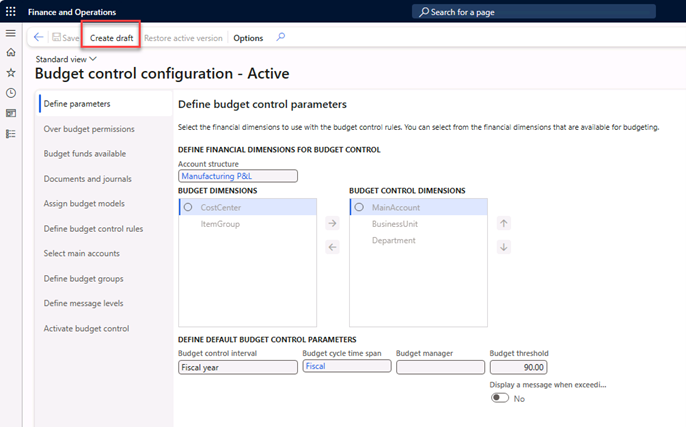 Finance and Operations
Search for a page
Save
Create draft
Restore active version
Options
Standard view
Budget control configuration - Active
Define parameters
Over budget permissions
Budget funds available
Documents and journals
Assign budget models
Define budget control rules
Select main accounts
Define budget groups
Define message levels
Activate budget control
Define budget control parameters
Select the financial dimensions to use with the budget control rules. You can select from the financial dimensions that are available for budgeting.
DEFINE FINANCIAL DIMENSIONS FOR BUDGET CONTROL
Account structure
Manufacturing P&L
BUDGET DIMENSIONS
CostCenter
ItemGroup
BUDGET CONTROL DIMENSIONS
MainAccount
BusinessUnit
Department
DEFINE DEFAULT BUDGET CONTROL PARAMETERS
Budget control interval
Fiscal year
Budget cycle time span
Fiscal
Budget manager
Budget threshold
90.00
Display a message when exceedi...
No